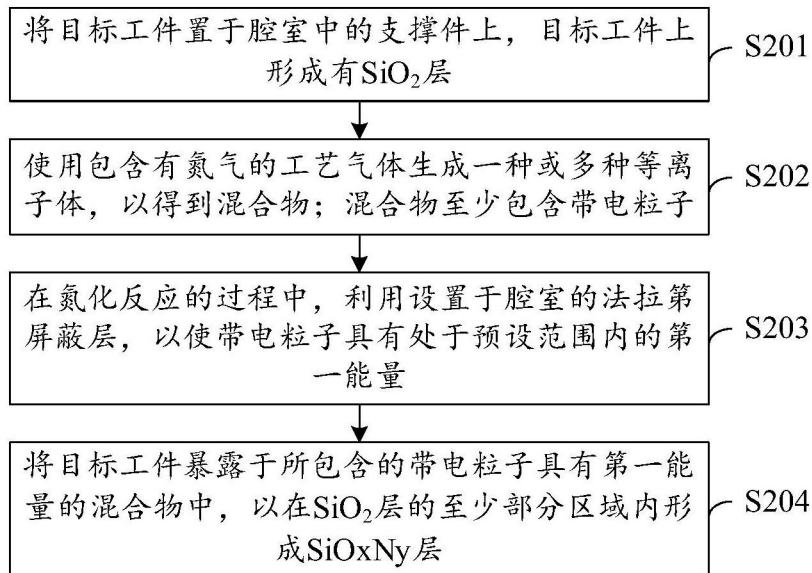 将目标工件置于腔室中的支撑件上，目标工件上
形成有SiO₂层
S201
使用包含有氮气的工艺气体生成一种或多种等离
子体，以得到混合物；混合物至少包含带电粒子
S202
在氮化反应的过程中，利用设置于腔室的法拉第
屏蔽层，以使带电粒子具有处于预设范围内的第
一能量
S203
将目标工件暴露于所包含的带电粒子具有第一能
量的混合物中，以在SiO₂层的至少部分区域内形
成SiOxNy层
S204